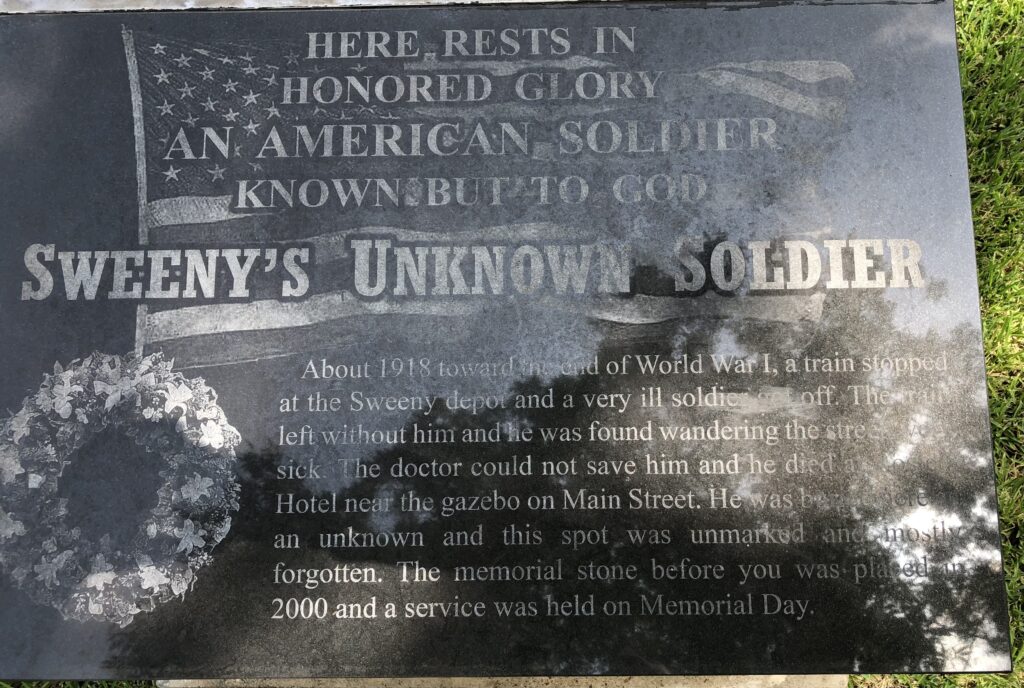 HERE RESTS IN
HONORED GLORY
AN AMERICAN SOLDIER
KNOWN BUT TO GOD
SWEENY'S UNKNOWN SOLDIER
About 1918 toward the end of World War I, a train stopped
at the Sweeny depot and a very ill soldier got off. The train
left without him and he was found wandering the
sick. The doctor could not save him and he died
Hotel near the gazebo on Main Street. He was
an unknown and this spot was unmarked and mostly
forgotten. The memorial stone before you was placed in
2000 and a service was held on Memorial Day.